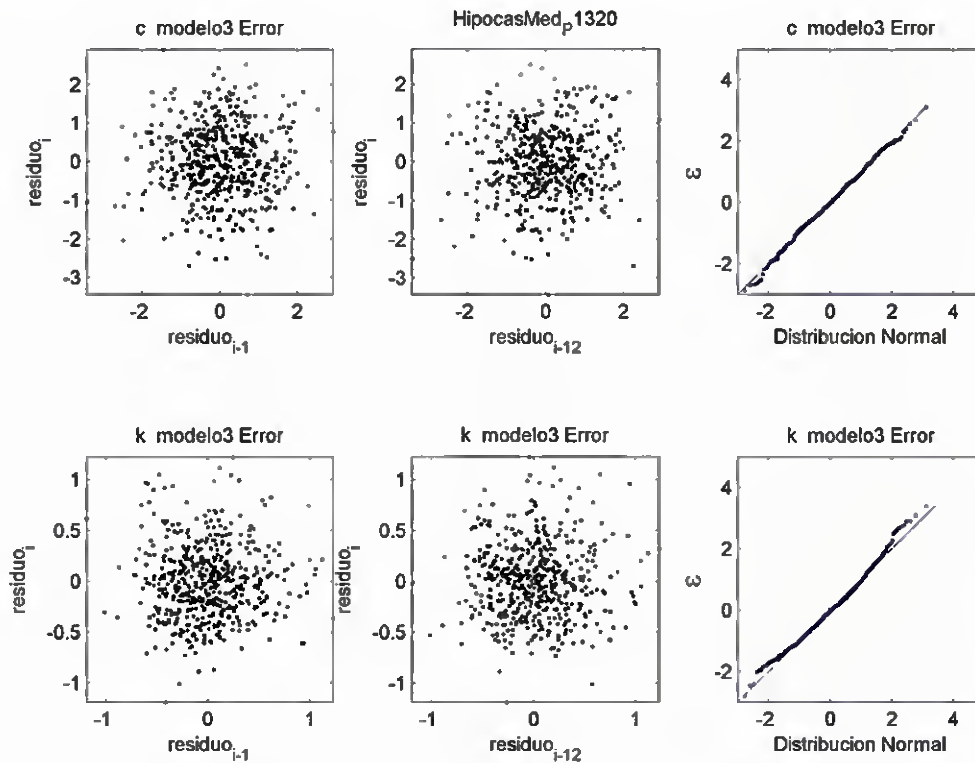 c modelo3 Error
HipocasMed_p1320
c modelo3 Error
2
1
0
-1
-2
-3
residuo_i
-2 0 2
residuo_i-1
2
1
0
-1
-2
-3
residuo_i
-2 0 2
residuo_i-12
4
2
0
-2
ε
-2 0 2 4
Distribucion Normal
k modelo3 Error
k modelo3 Error
k modelo3 Error
1
0.5
0
-0.5
-1
residuo_i
-1 0 1
residuo_i-1
1
0.5
0
-0.5
-1
residuo_i
-1 0 1
residuo_i-12
4
2
0
-2
ε
-2 0 2 4
Distribucion Normal